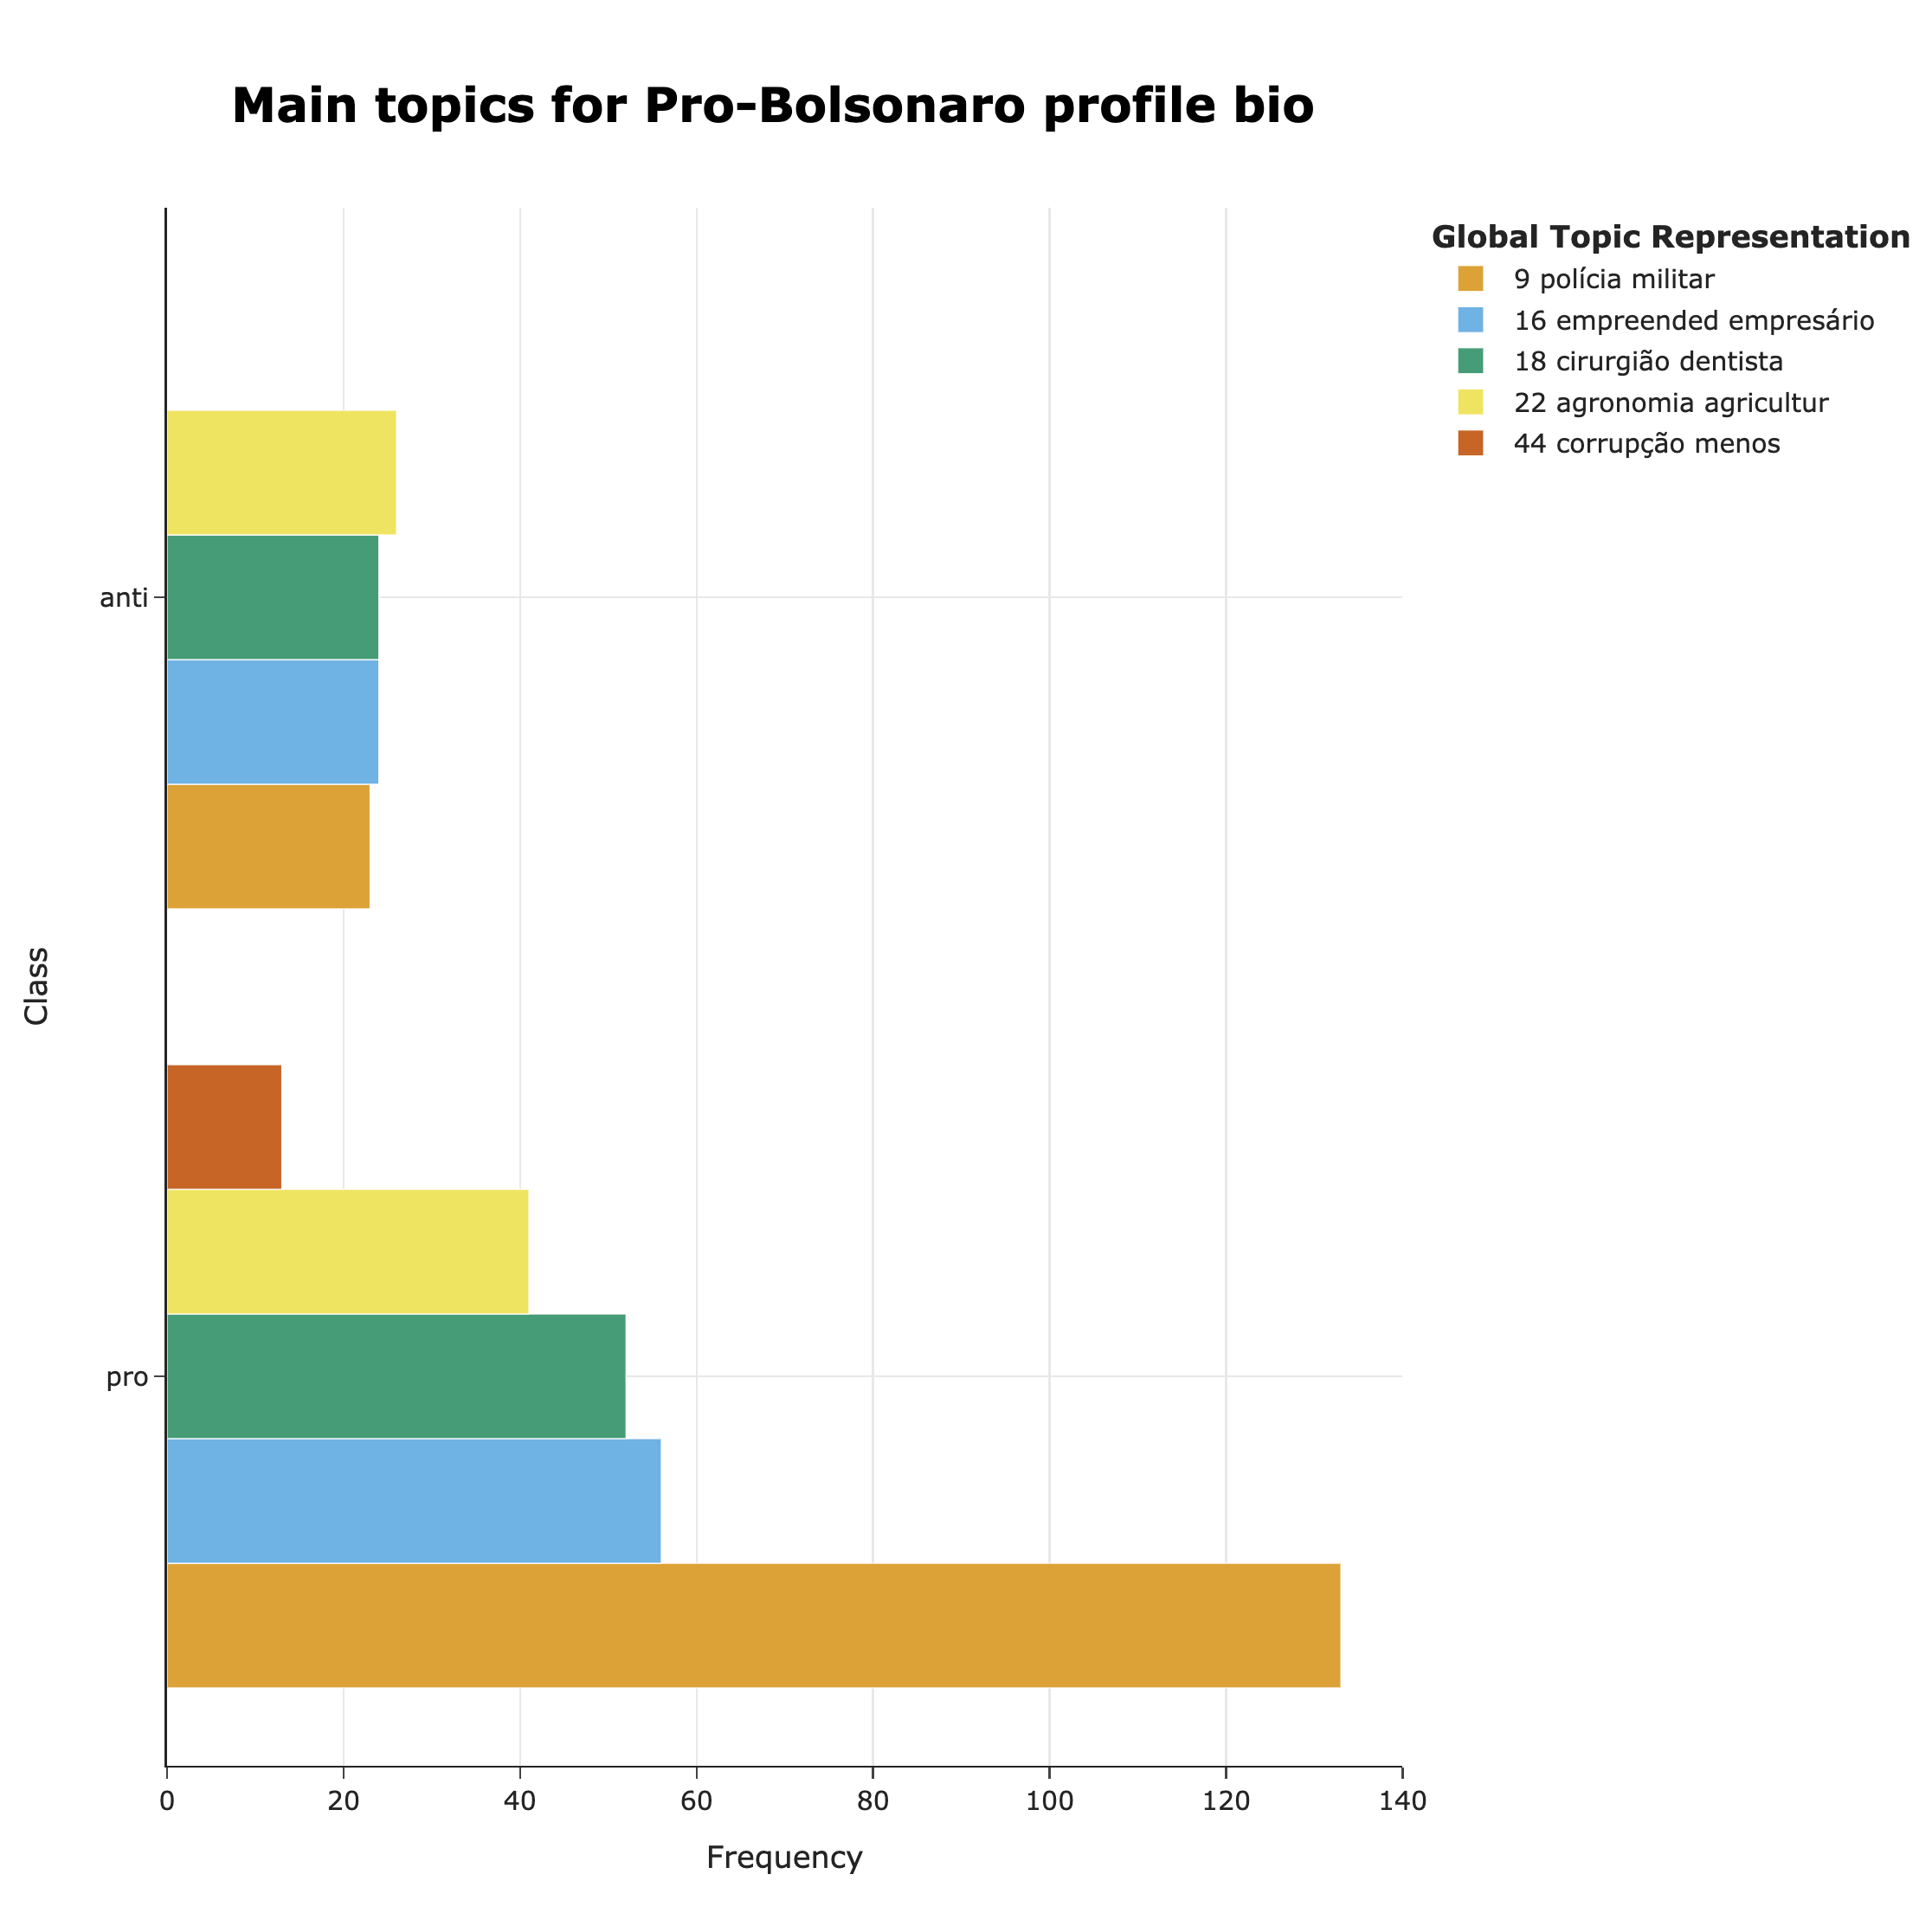 Main topics for Pro-Bolsonaro profile bio
Global Topic Representation
9 polícia militar
16 empreended empresário
18 cirurgião dentista
22 agronomia agricultur
44 corrupção menos
anti
Class
pro
0 20 40 60 80 100 120 140
Frequency